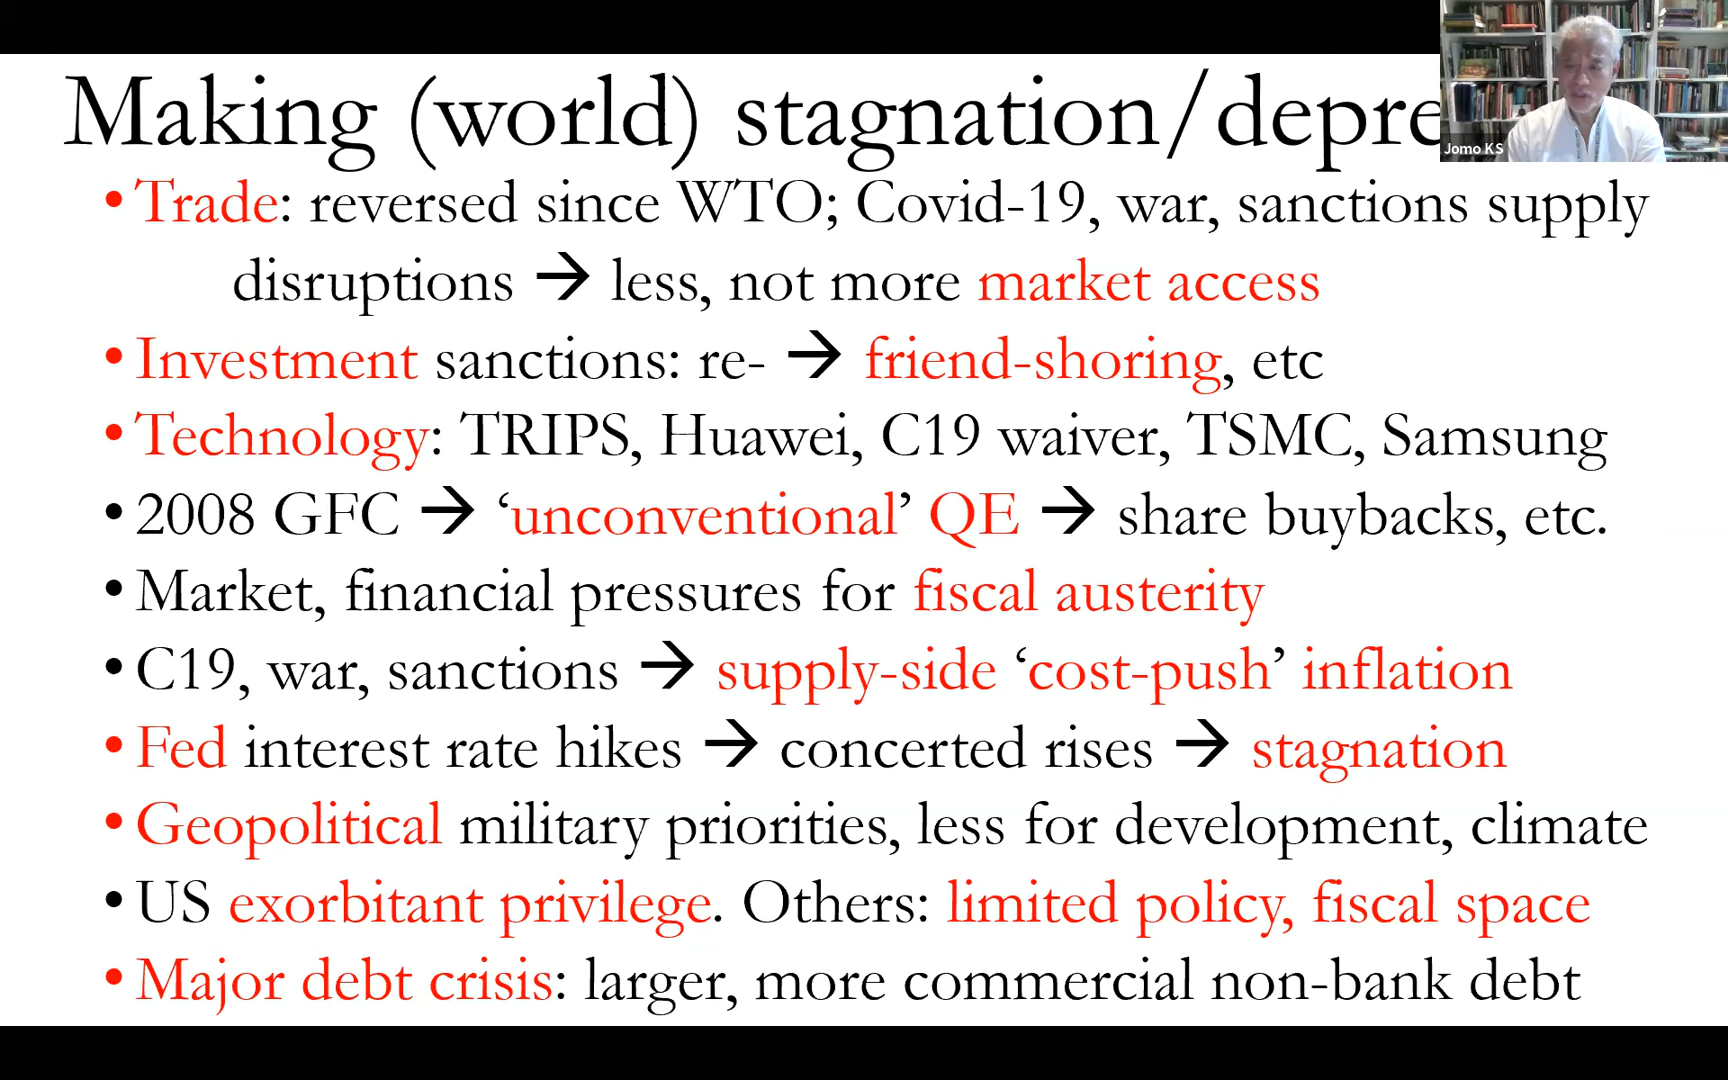 Making (world) stagnation/depre
Jomo KS
• Trade: reversed since WTO; Covid-19, war, sanctions supply
disruptions → less, not more market access
• Investment sanctions: re- → friend-shoring, etc
• Technology: TRIPS, Huawei, C19 waiver, TSMC, Samsung
• 2008 GFC → ‘unconventional’ QE → share buybacks, etc.
• Market, financial pressures for fiscal austerity
• C19, war, sanctions → supply-side ‘cost-push’ inflation
• Fed interest rate hikes → concerted rises → stagnation
• Geopolitical military priorities, less for development, climate
• US exorbitant privilege. Others: limited policy, fiscal space
• Major debt crisis: larger, more commercial non-bank debt